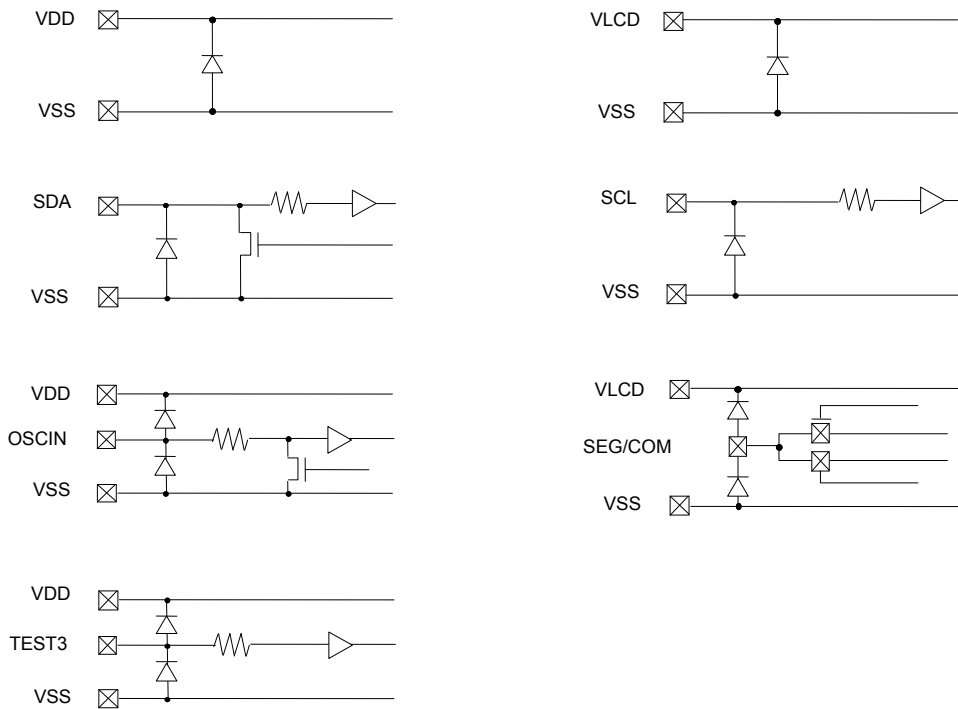 VDD
VSS
VLCD
VSS
SDA
VSS
SCL
VSS
VDD
OSCIN
VSS
VLCD
SEG/COM
VSS
VDD
TEST3
VSS